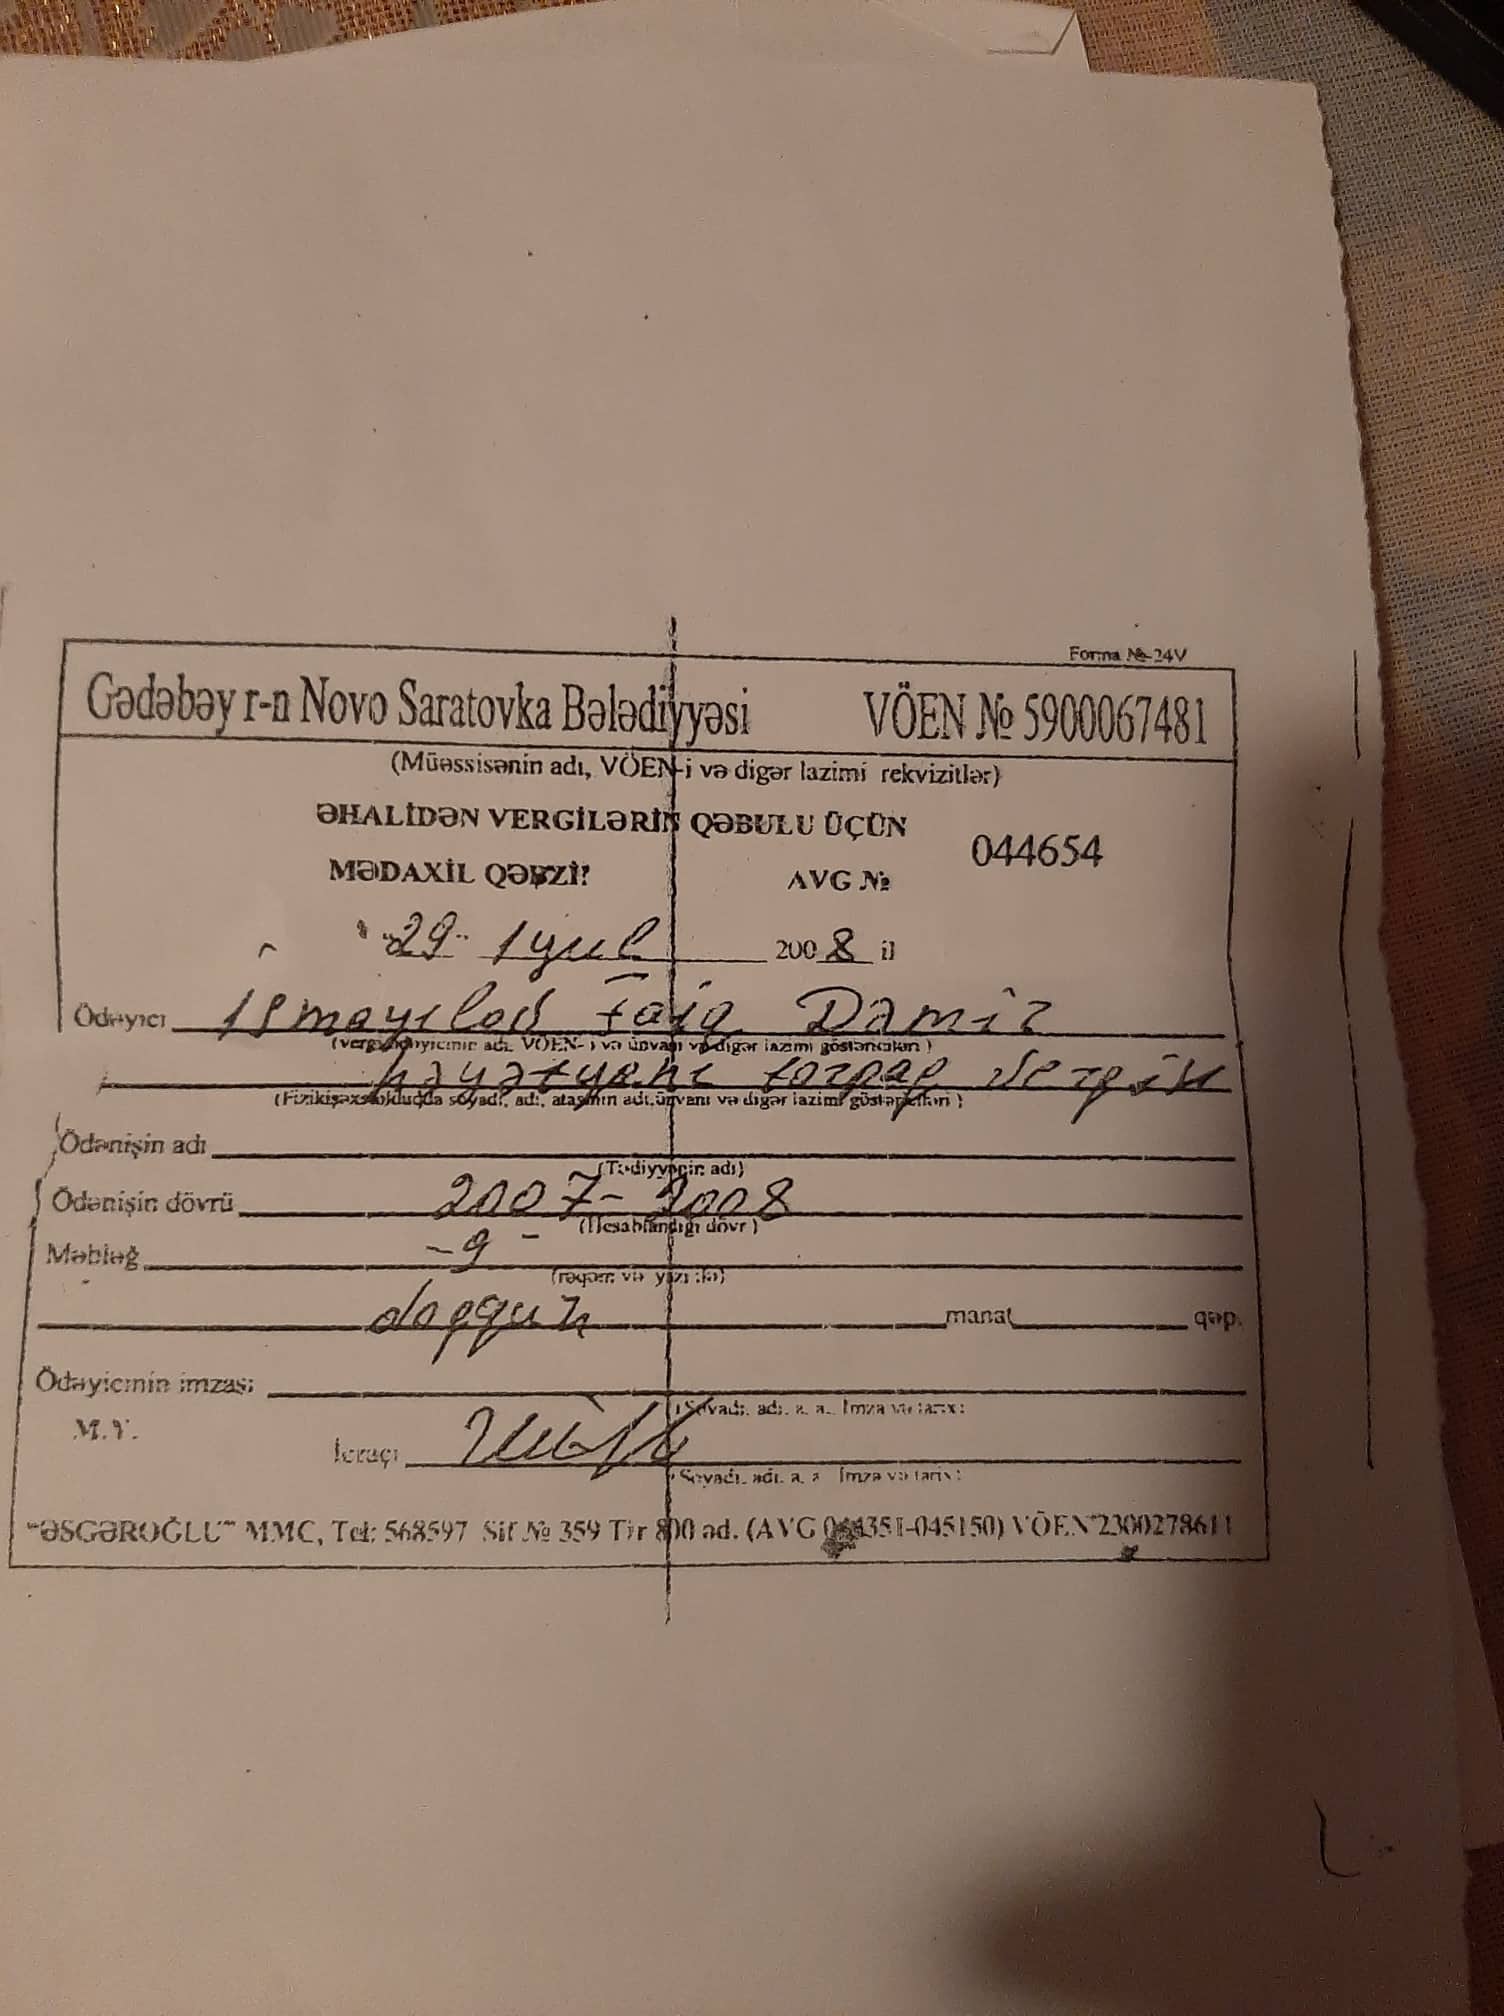 Forma № 24V
Gədəbəy r-n Novo Saratovka Bələdiyyəsi VÖEN № 5900067481
(Müəssisənin adı, VÖEN-i və digər lazimi rekvizitlər)
ƏHALİDƏN VERGİLƏRİN QƏBULU ÜÇÜN
044654
MƏDAXİL QƏBZİ! AVG №
"29" iyul 2008 il
Ödəyici İsmayılov Faiq Dəmir
(vergi ödəyicinin adı, VÖEN-i və ünvanı və digər lazimi göstəriciləri)
həyətyanı torpaq vergisi
(Fiziki şəxs olduqda soyadı, adı, atasının adı, ünvanı və digər lazimi göstəriciləri)
Ödənişin adı
(Tədiyyənin adı)
Ödənişin dövrü 2007-2008
(Hesablandığı dövr)
Məbləğ -9-
(rəqəm və yazı ilə)
doqquz manat qəp.
Ödəyicinin imzası
(Soyadı, adı, a. a., İmza və tarix)
M.Y.
İcraçı
(Soyadı, adı, a. a. İmza və tarix)
"ƏSGƏROĞLU" MMC, Tel: 568597 Sif № 359 Tir 800 əd. (AVG 044351-045150) VÖEN 2300278611